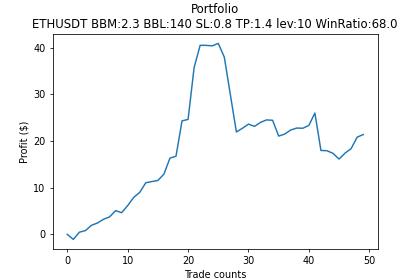 Portfolio
ETHUSDT BBM:2.3 BBL:140 SL:0.8 TP:1.4 lev:10 WinRatio:68.0
40
30
20
10
0
Profit ($)
0 10 20 30 40 50
Trade counts